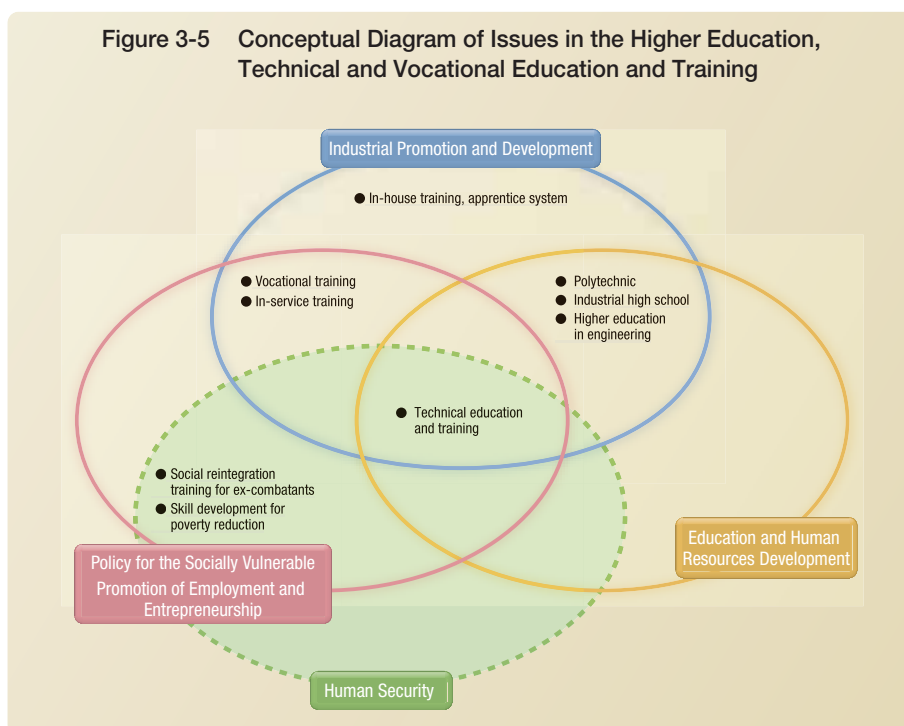 Figure 3-5 Conceptual Diagram of Issues in the Higher Education,
Technical and Vocational Education and Training
Industrial Promotion and Development
● In-house training, apprentice system
● Vocational training
● In-service training
● Polytechnic
● Industrial high school
● Higher education
in engineering
● Technical education
and training
● Social reintegration
training for ex-combatants
● Skill development for
poverty reduction
Education and Human
Resources Development
Policy for the Socially Vulnerable
Promotion of Employment and
Entrepreneurship
Human Security